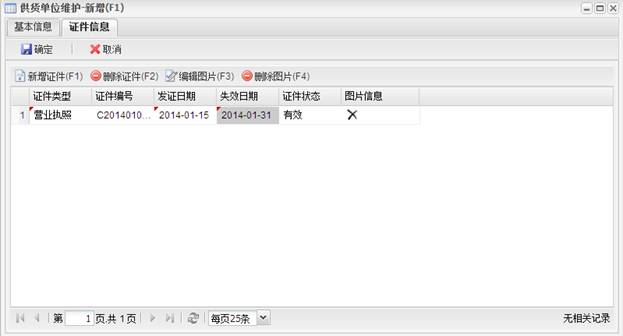 供货单位维护-新增(F1)
基本信息 证件信息
确定 取消
新增证件(F1) 删除证件(F2) 编辑图片(F3) 删除图片(F4)
证件类型 证件编号 发证日期 失效日期 证件状态 图片信息
1 营业执照 C2014010... 2014-01-15 2014-01-31 有效
第 1 页,共 1 页 每页25条 无相关记录